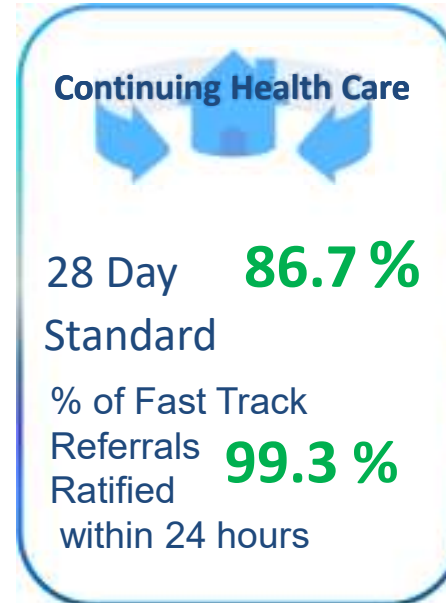 Continuing Health Care
28 Day 86.7 %
Standard
% of Fast Track
Referrals 99.3 %
Ratified
within 24 hours